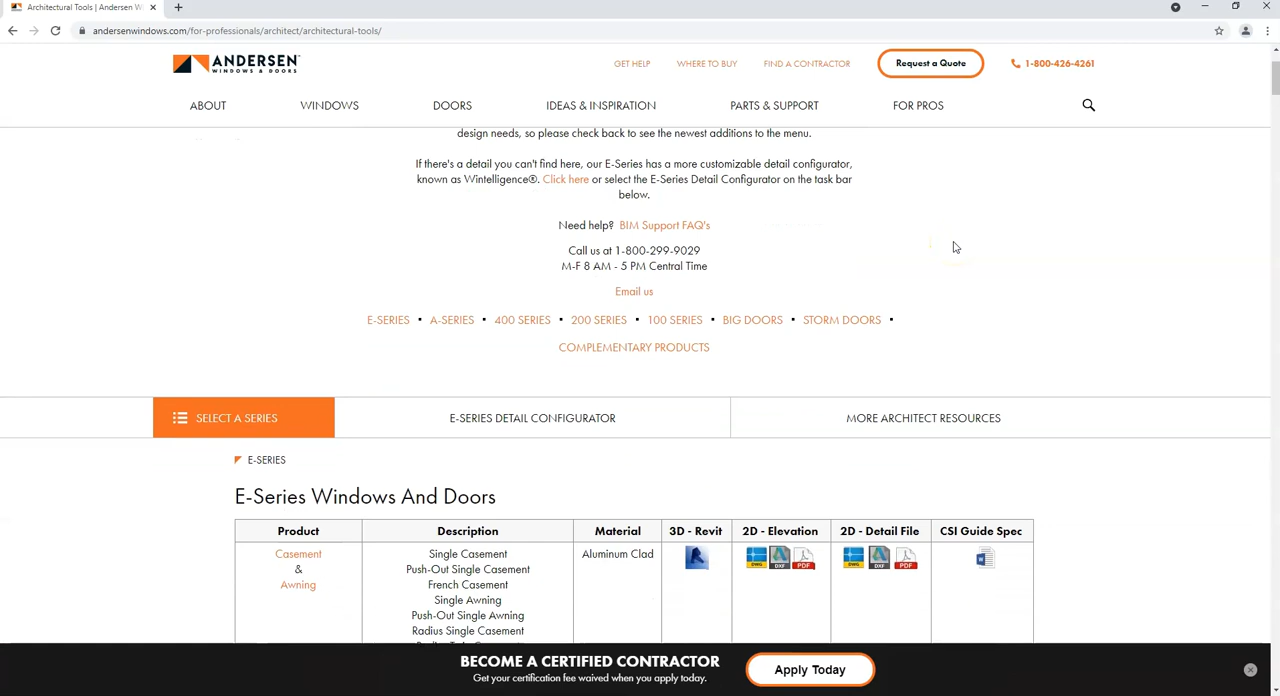 Architectural Tools | Andersen W
andersenwindows.com/for-professionals/architect/architectural-tools/
ANDERSEN
WINDOWS & DOORS
GET HELP
WHERE TO BUY
FIND A CONTRACTOR
Request a Quote
1-800-426-4261
ABOUT
WINDOWS
DOORS
IDEAS & INSPIRATION
PARTS & SUPPORT
FOR PROS
design needs, so please check back to see the newest additions to the menu.
If there's a detail you can't find here, our E-Series has a more customizable detail configurator,
known as Wintelligence®. Click here or select the E-Series Detail Configurator on the task bar
below.
Need help? BIM Support FAQ's
Call us at 1-800-299-9029
M-F 8 AM - 5 PM Central Time
Email us
E-SERIES • A-SERIES • 400 SERIES • 200 SERIES • 100 SERIES • BIG DOORS • STORM DOORS •
COMPLEMENTARY PRODUCTS
SELECT A SERIES
E-SERIES DETAIL CONFIGURATOR
MORE ARCHITECT RESOURCES
E-SERIES
E-Series Windows And Doors
Product Description Material 3D - Revit 2D - Elevation 2D - Detail File CSI Guide Spec
Casement Single Casement Aluminum Clad DWG DXF PDF DWG DXF PDF
& Push-Out Single Casement
Awning French Casement
Single Awning
Push-Out Single Awning
Radius Single Casement
BECOME A CERTIFIED CONTRACTOR
Get your certification fee waived when you apply today.
Apply Today